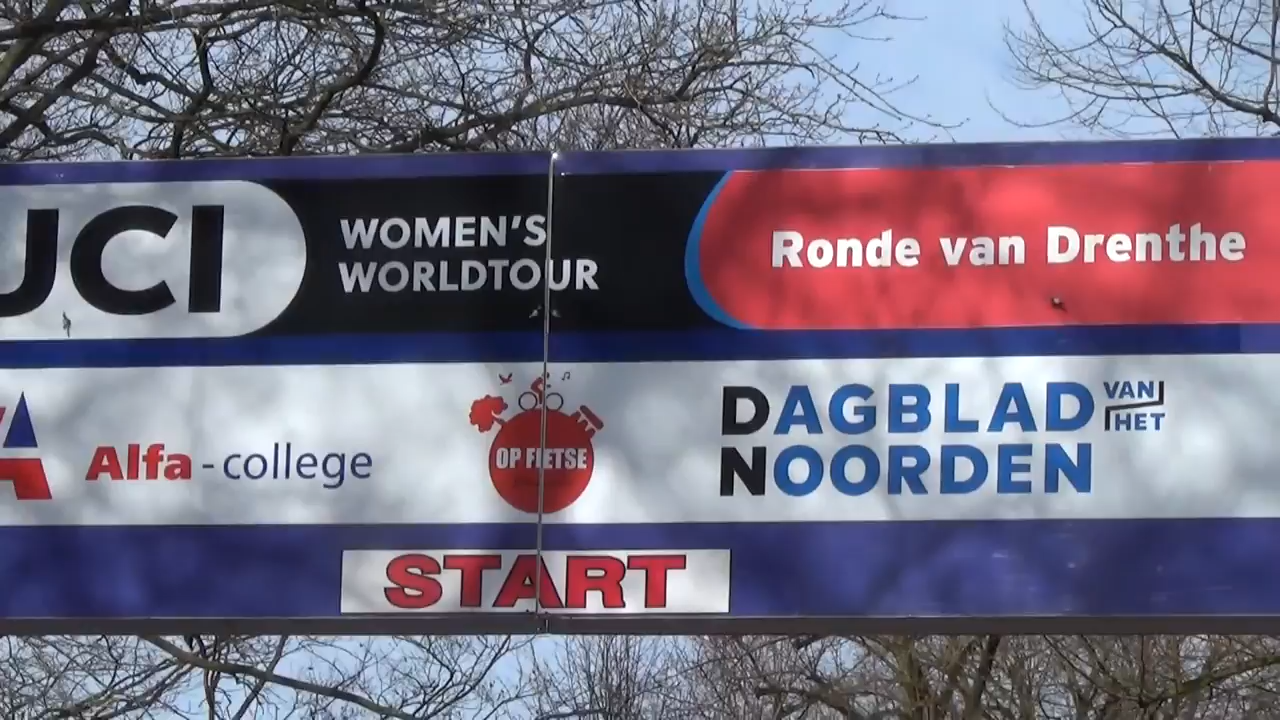 UCI
WOMEN'S
WORLDTOUR
Ronde van Drenthe
Alfa-college
OP FIETSE
DAGBLAD
VAN
HET
NOORDEN
START